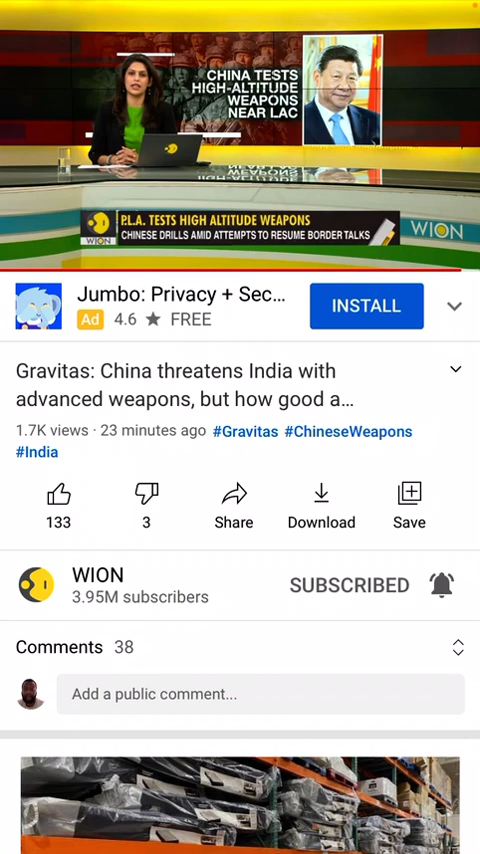 CHINA TESTS
HIGH-ALTITUDE
WEAPONS
NEAR LAC
P.L.A. TESTS HIGH ALTITUDE WEAPONS
CHINESE DRILLS AMID ATTEMPTS TO RESUME BORDER TALKS
WION
WION
Jumbo: Privacy + Sec...
INSTALL
Ad 4.6 ★ FREE
Gravitas: China threatens India with
advanced weapons, but how good a...
1.7K views · 23 minutes ago #Gravitas #ChineseWeapons
#India
133 3 Share Download Save
WION
3.95M subscribers
SUBSCRIBED
Comments 38
Add a public comment...